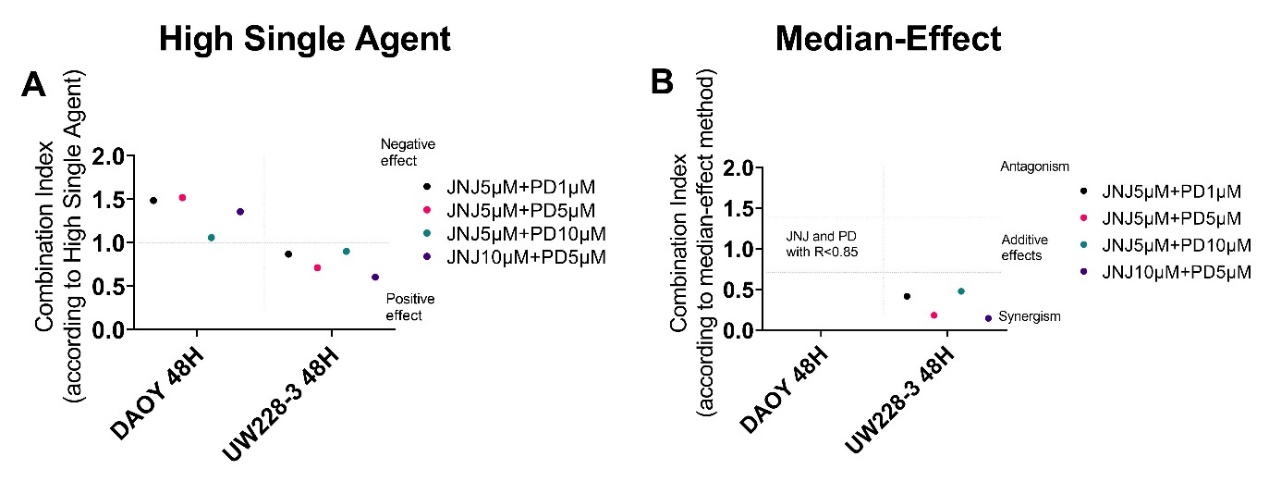 High Single Agent
A
Combination Index
(according to High Single Agent)
2.0
1.5
1.0
0.5
0.0
Negative
effect
Positive
effect
JNJ5µM+PD1µM
JNJ5µM+PD5µM
JNJ5µM+PD10µM
JNJ10µM+PD5µM
DAOY 48H
UW228-3 48H
Median-Effect
B
Combination Index
(according to median-effect method)
2.0
1.5
1.0
0.5
0.0
JNJ and PD
with R<0.85
Antagonism
Additive
effects
Synergism
JNJ5µM+PD1µM
JNJ5µM+PD5µM
JNJ5µM+PD10µM
JNJ10µM+PD5µM
DAOY 48H
UW228-3 48H